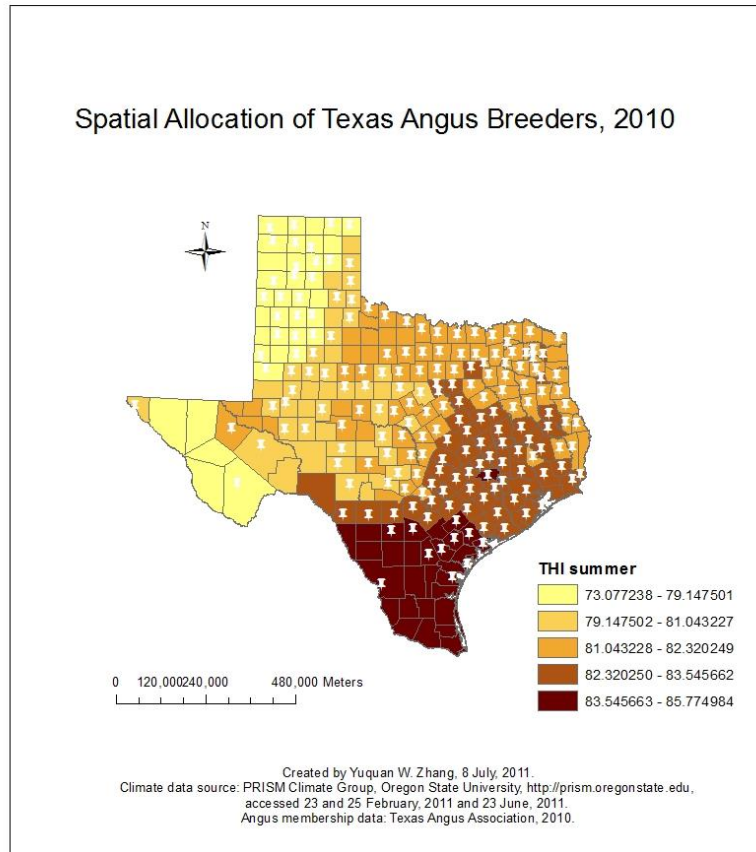 Spatial Allocation of Texas Angus Breeders, 2010
N
THI summer
73.077238 - 79.147501
79.147502 - 81.043227
81.043228 - 82.320249
82.320250 - 83.545662
83.545663 - 85.774984
0 120,000240,000 480,000 Meters
Created by Yuquan W. Zhang, 8 July, 2011.
Climate data source: PRISM Climate Group, Oregon State University, http://prism.oregonstate.edu,
accessed 23 and 25 February, 2011 and 23 June, 2011.
Angus membership data: Texas Angus Association, 2010.